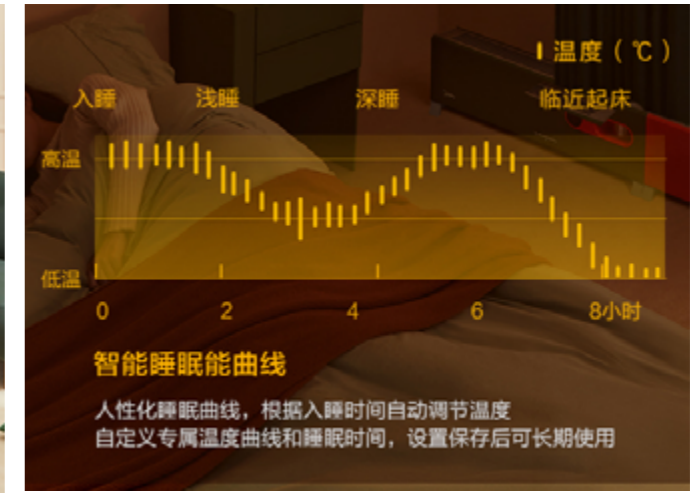 温度（℃）
入睡 浅睡 深睡 临近起床
高温
低温
0 2 4 6 8小时
智能睡眠能曲线
人性化睡眠曲线，根据入睡时间自动调节温度
自定义专属温度曲线和睡眠时间，设置保存后可长期使用